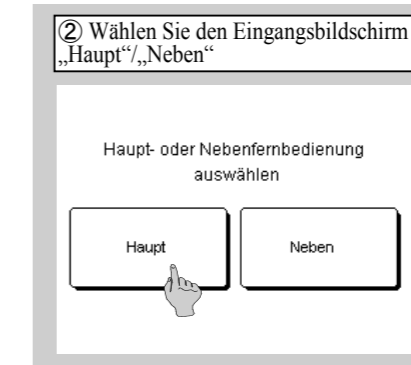 ② Wählen Sie den Eingangsbildschirm
„Haupt“/„Neben“
Haupt- oder Nebenfernbedienung
auswählen
Haupt
Neben